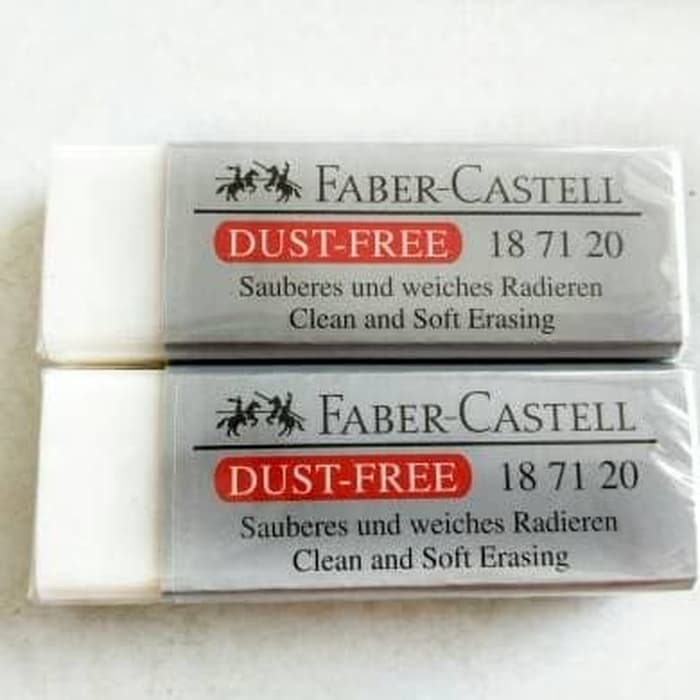 FABER-CASTELL
DUST-FREE 18 71 20
Sauberes und weiches Radieren
Clean and Soft Erasing
FABER-CASTELL
DUST-FREE 18 71 20
Sauberes und weiches Radieren
Clean and Soft Erasing